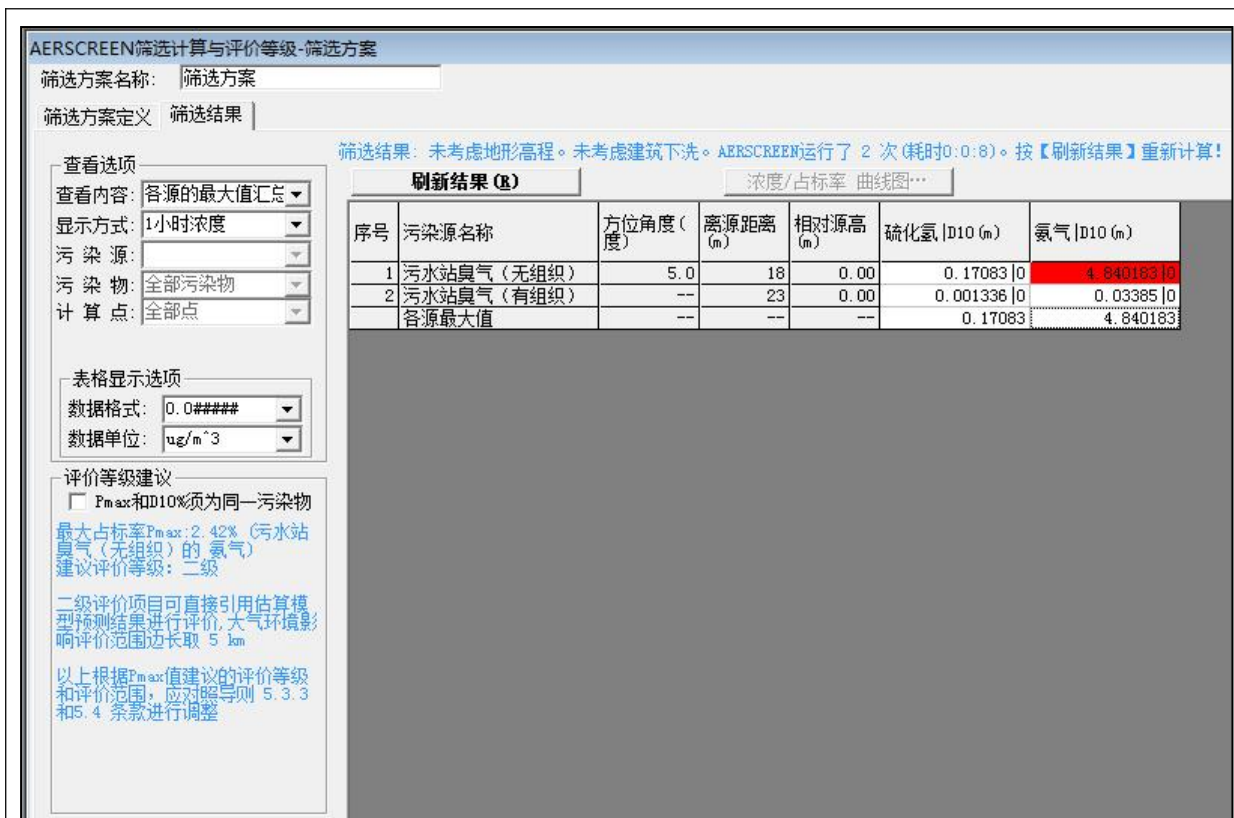 AERSCREEN筛选计算与评价等级-筛选方案
筛选方案名称: 筛选方案
筛选方案定义 筛选结果
筛选结果: 未考虑地形高程。未考虑建筑下洗。AERSCREEN运行了 2 次(耗时0:0:8)。按【刷新结果】重新计算!
刷新结果(R) 浓度/占标率 曲线图…
查看选项
查看内容: 各源的最大值汇总
显示方式: 1小时浓度
污 染 源:
污 染 物: 全部污染物
计 算 点: 全部点
序号 污染源名称 方位角度(度) 离源距离(m) 相对源高(m) 硫化氢|D10(m) 氨气|D10(m)
1 污水站臭气（无组织） 5.0 18 0.00 0.17083|0 4.840183|0
2 污水站臭气（有组织） -- 23 0.00 0.001336|0 0.03385|0
各源最大值 -- -- -- 0.17083 4.840183
表格显示选项
数据格式: 0.0#####
数据单位: ug/m^3
评价等级建议
Pmax和D10%须为同一污染物
最大占标率Pmax:2.42% (污水站
臭气（无组织）的 氨气)
建议评价等级: 二级
二级评价项目可直接引用估算模
型预测结果进行评价,大气环境影
响评价范围边长取 5 km
以上根据Pmax值建议的评价等级
和评价范围，应对照导则 5.3.3
和5.4 条款进行调整